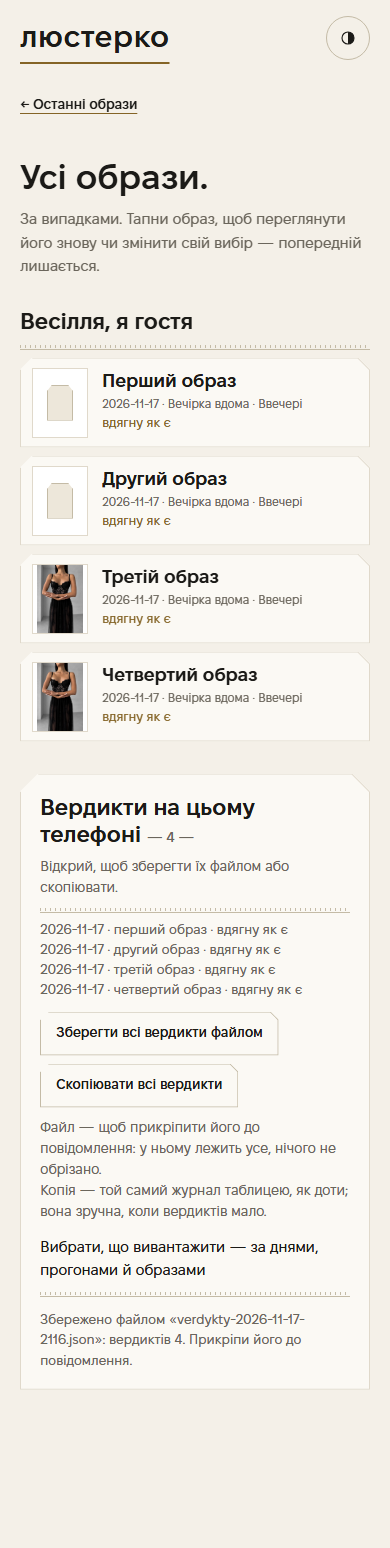 люстерко
← Останні образи
Усі образи.
За випадками. Тапни образ, щоб переглянути
його знову чи змінити свій вибір — попередній
лишається.
Весілля, я гостя
Перший образ
2026-11-17 · Вечірка вдома · Ввечері
вдягну як є
Другий образ
2026-11-17 · Вечірка вдома · Ввечері
вдягну як є
Третій образ
2026-11-17 · Вечірка вдома · Ввечері
вдягну як є
Четвертий образ
2026-11-17 · Вечірка вдома · Ввечері
вдягну як є
Вердикти на цьому
телефоні — 4 —
Відкрий, щоб зберегти їх файлом або
скопіювати.
2026-11-17 · перший образ · вдягну як є
2026-11-17 · другий образ · вдягну як є
2026-11-17 · третій образ · вдягну як є
2026-11-17 · четвертий образ · вдягну як є
Зберегти всі вердикти файлом
Скопіювати всі вердикти
Файл — щоб прикріпити його до
повідомлення: у ньому лежить усе, нічого не
обрізано.
Копія — той самий журнал таблицею, як доти;
вона зручна, коли вердиктів мало.
Вибрати, що вивантажити — за днями,
прогонами й образами
Збережено файлом «verdykty-2026-11-17-
2116.json»: вердиктів 4. Прикріпи його до
повідомлення.